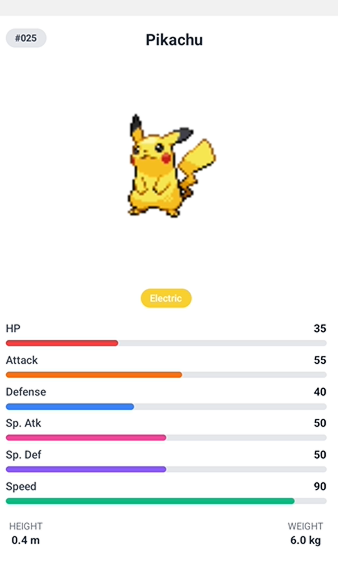 #025
Pikachu
Electric
HP 35
Attack 55
Defense 40
Sp. Atk 50
Sp. Def 50
Speed 90
HEIGHT WEIGHT
0.4 m 6.0 kg